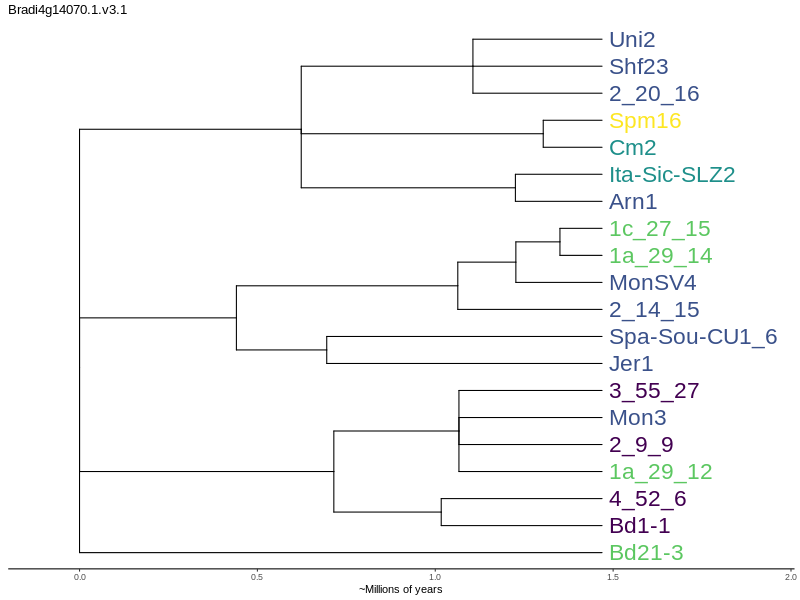 Bradi4g14070.1.v3.1
Uni2
Shf23
2_20_16
Spm16
Cm2
Ita-Sic-SLZ2
Arn1
1c_27_15
1a_29_14
MonSV4
2_14_15
Spa-Sou-CU1_6
Jer1
3_55_27
Mon3
2_9_9
1a_29_12
4_52_6
Bd1-1
Bd21-3
0.0 0.5 1.0 1.5 2.0
~Millions of years